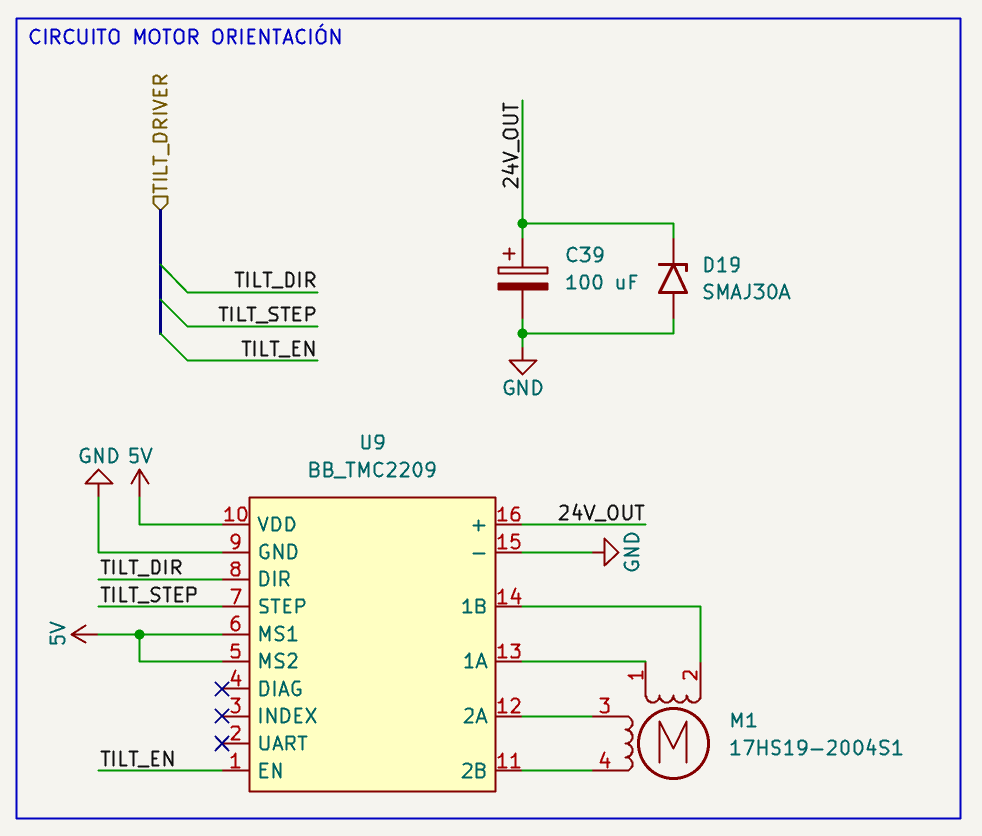 CIRCUITO MOTOR ORIENTACIÓN
TILT_DRIVER
TILT_DIR
TILT_STEP
TILT_EN
24V_OUT
+
C39
100 uF
D19
SMAJ30A
GND
U9
BB_TMC2209
GND 5V
10 VDD
9 GND
TILT_DIR 8 DIR
TILT_STEP 7 STEP
5V 6 MS1
5 MS2
4 DIAG
3 INDEX
2 UART
TILT_EN 1 EN
+ 16 24V_OUT
− 15 GND
1B 14
1A 13
2A 12
2B 11
1 2
3
4
M
M1
17HS19-2004S1